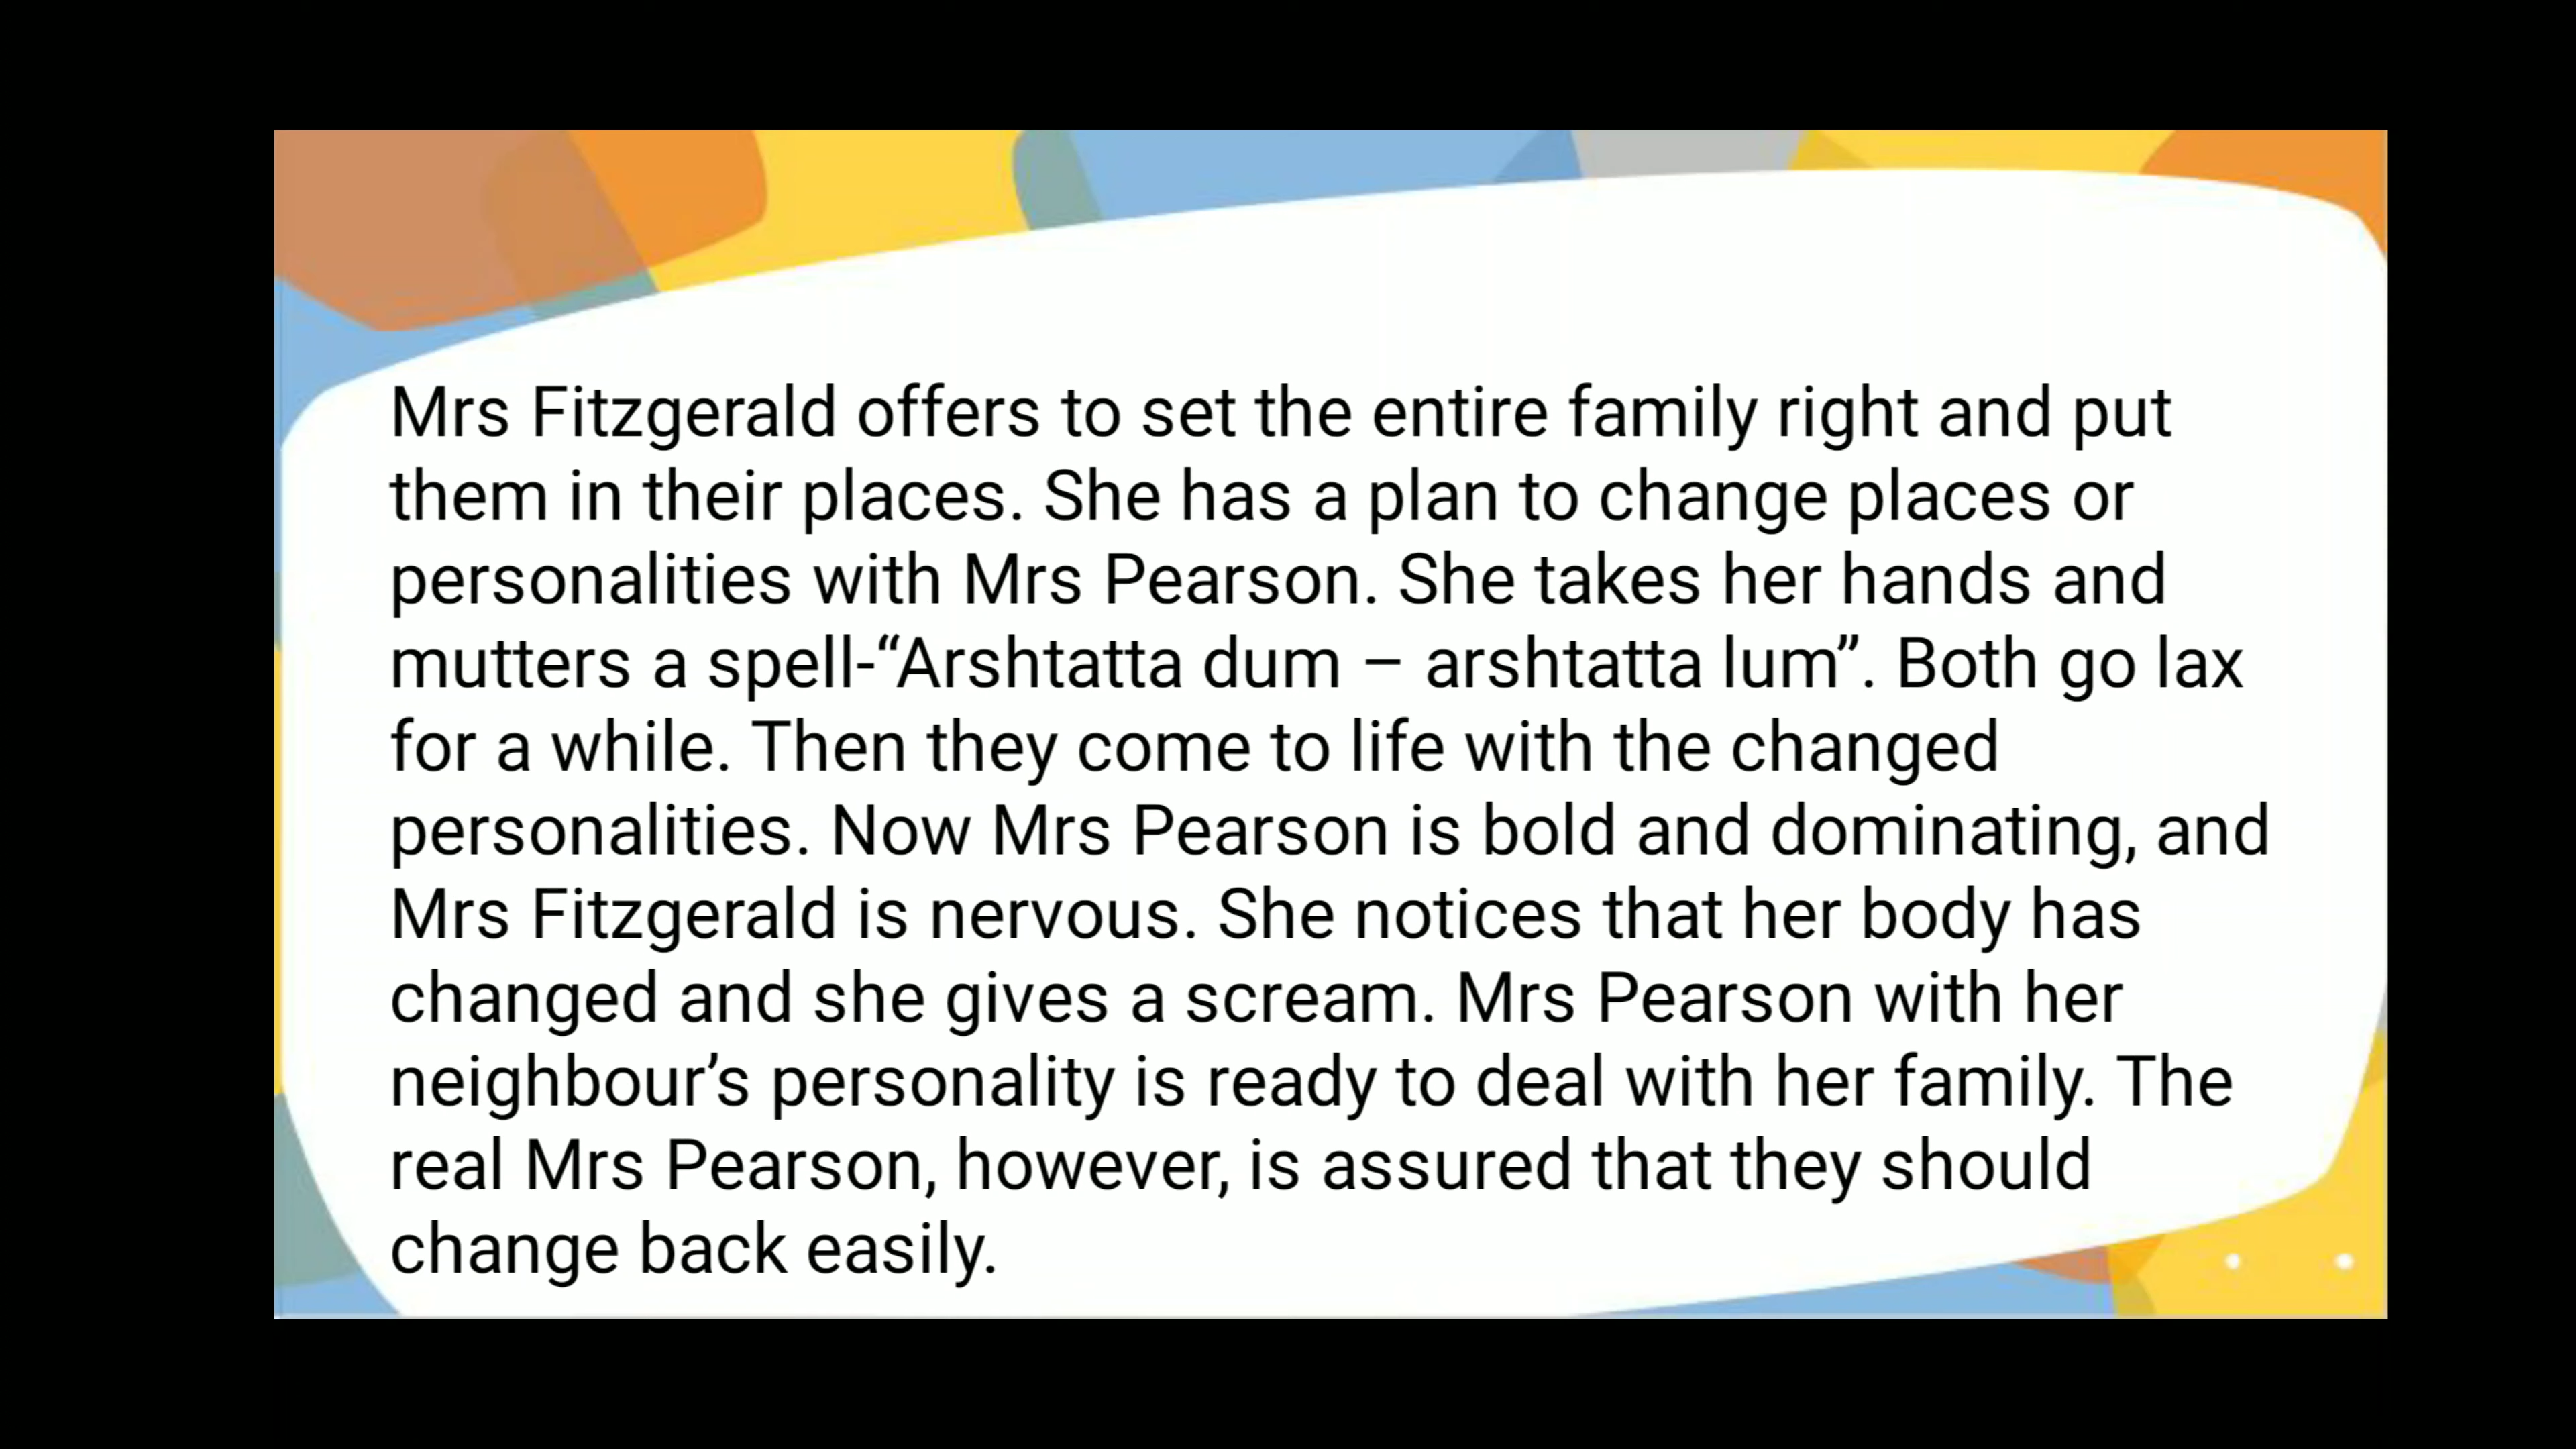 Mrs Fitzgerald offers to set the entire family right and put
them in their places. She has a plan to change places or
personalities with Mrs Pearson. She takes her hands and
mutters a spell-“Arshtatta dum – arshtatta lum”. Both go lax
for a while. Then they come to life with the changed
personalities. Now Mrs Pearson is bold and dominating, and
Mrs Fitzgerald is nervous. She notices that her body has
changed and she gives a scream. Mrs Pearson with her
neighbour’s personality is ready to deal with her family. The
real Mrs Pearson, however, is assured that they should
change back easily.